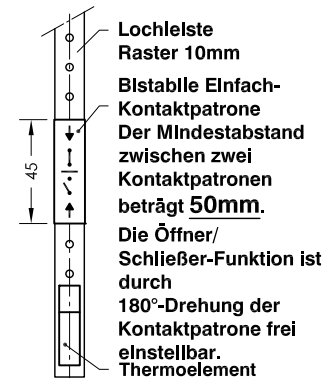 Lochleiste
Raster 10mm
Bistabile Einfach-
Kontaktpatrone
Der Mindestabstand
zwischen zwei
Kontaktpatronen
beträgt 50mm.
45
Die Öffner/
Schließer-Funktion ist
durch
180°-Drehung der
Kontaktpatrone frei
einstellbar.
Thermoelement